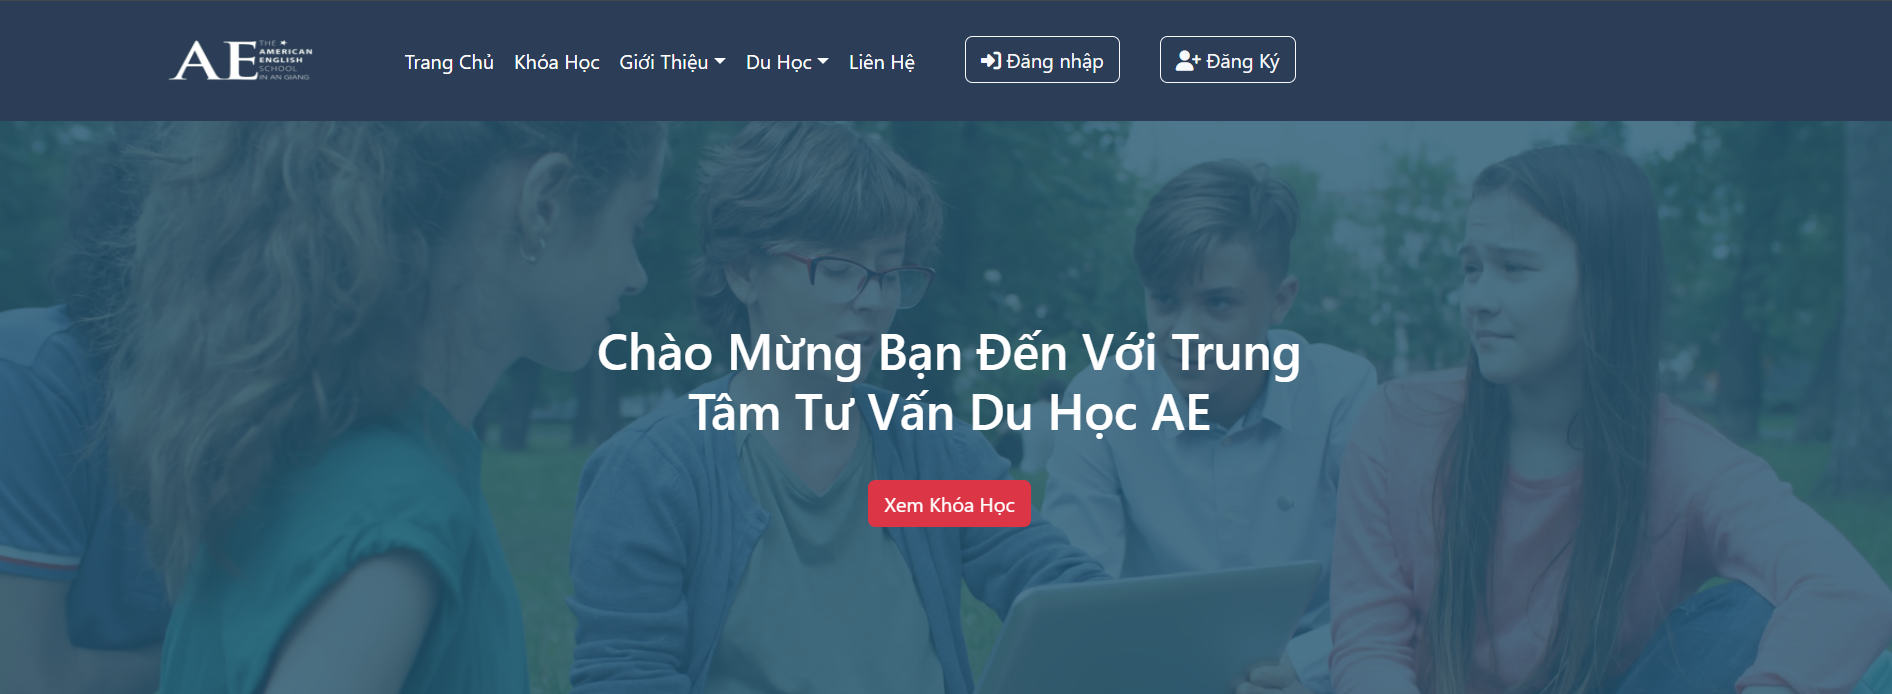 AE
THE
AMERICAN
ENGLISH
SCHOOL
IN AN GIANG
Trang Chủ Khóa Học Giới Thiệu Du Học Liên Hệ Đăng nhập Đăng Ký
Chào Mừng Bạn Đến Với Trung
Tâm Tư Vấn Du Học AE
Xem Khóa Học